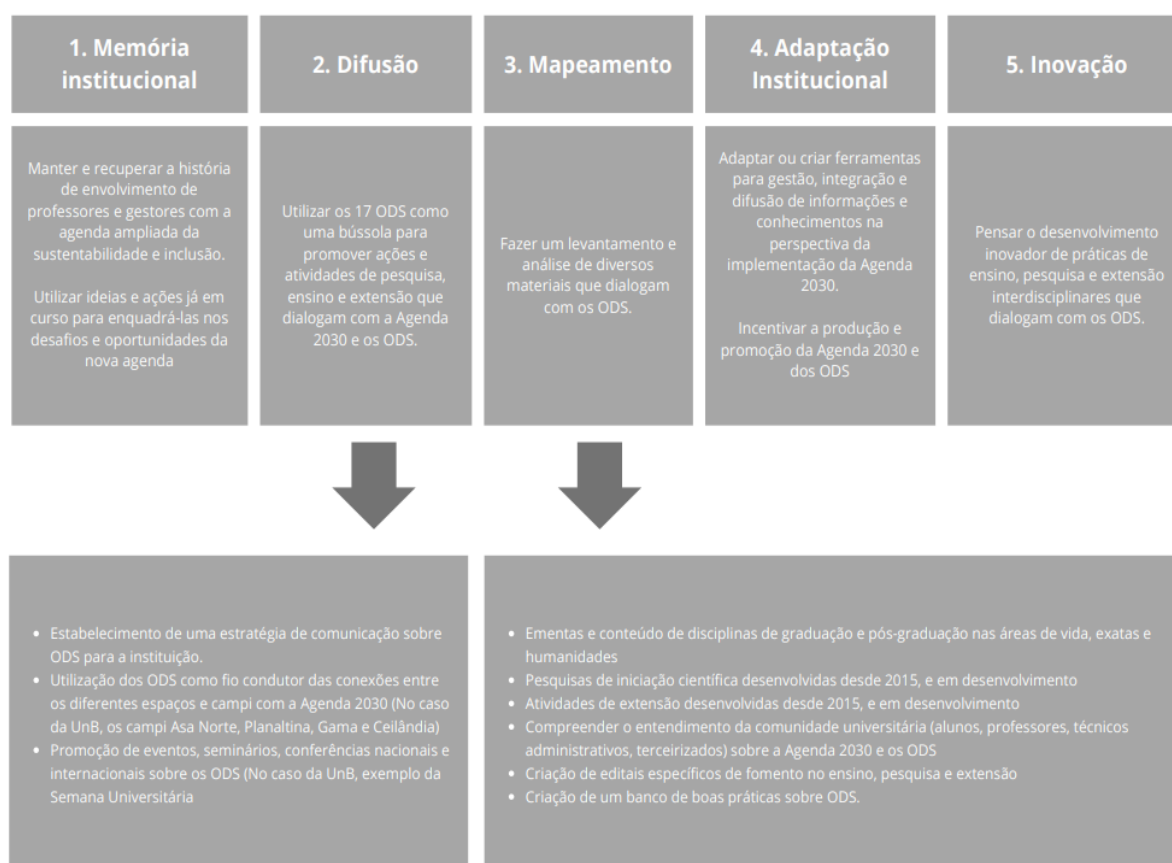 1. Memória
institucional
2. Difusão
3. Mapeamento
4. Adaptação
Institucional
5. Inovação
Manter e recuperar a história
de envolvimento de
professores e gestores com a
agenda ampliada da
sustentabilidade e inclusão.
Utilizar ideias e ações já em
curso para enquadrá-las nos
desafios e oportunidades da
nova agenda
Utilizar os 17 ODS como
uma bússola para
promover ações e
atividades de pesquisa,
ensino e extensão que
dialogam com a Agenda
2030 e os ODS.
Fazer um levantamento e
análise de diversos
materiais que dialogam
com os ODS.
Adaptar ou criar ferramentas
para gestão, integração e
difusão de informações e
conhecimentos na
perspectiva da
implementação da Agenda
2030.
Incentivar a produção e
promoção da Agenda 2030 e
dos ODS
Pensar o desenvolvimento
inovador de práticas de
ensino, pesquisa e extensão
interdisciplinares que
dialogam com os ODS.
• Estabelecimento de uma estratégia de comunicação sobre
ODS para a instituição.
• Utilização dos ODS como fio condutor das conexões entre
os diferentes espaços e campi com a Agenda 2030 (No caso
da UnB, os campi Asa Norte, Planaltina, Gama e Ceilândia)
• Promoção de eventos, seminários, conferências nacionais e
internacionais sobre os ODS (No caso da UnB, exemplo da
Semana Universitária
• Ementas e conteúdo de disciplinas de graduação e pós-graduação nas áreas de vida, exatas e
humanidades
• Pesquisas de iniciação científica desenvolvidas desde 2015, e em desenvolvimento
• Atividades de extensão desenvolvidas desde 2015, e em desenvolvimento
• Compreender o entendimento da comunidade universitária (alunos, professores, técnicos
administrativos, terceirizados) sobre a Agenda 2030 e os ODS
• Criação de editais específicos de fomento no ensino, pesquisa e extensão
• Criação de um banco de boas práticas sobre ODS.